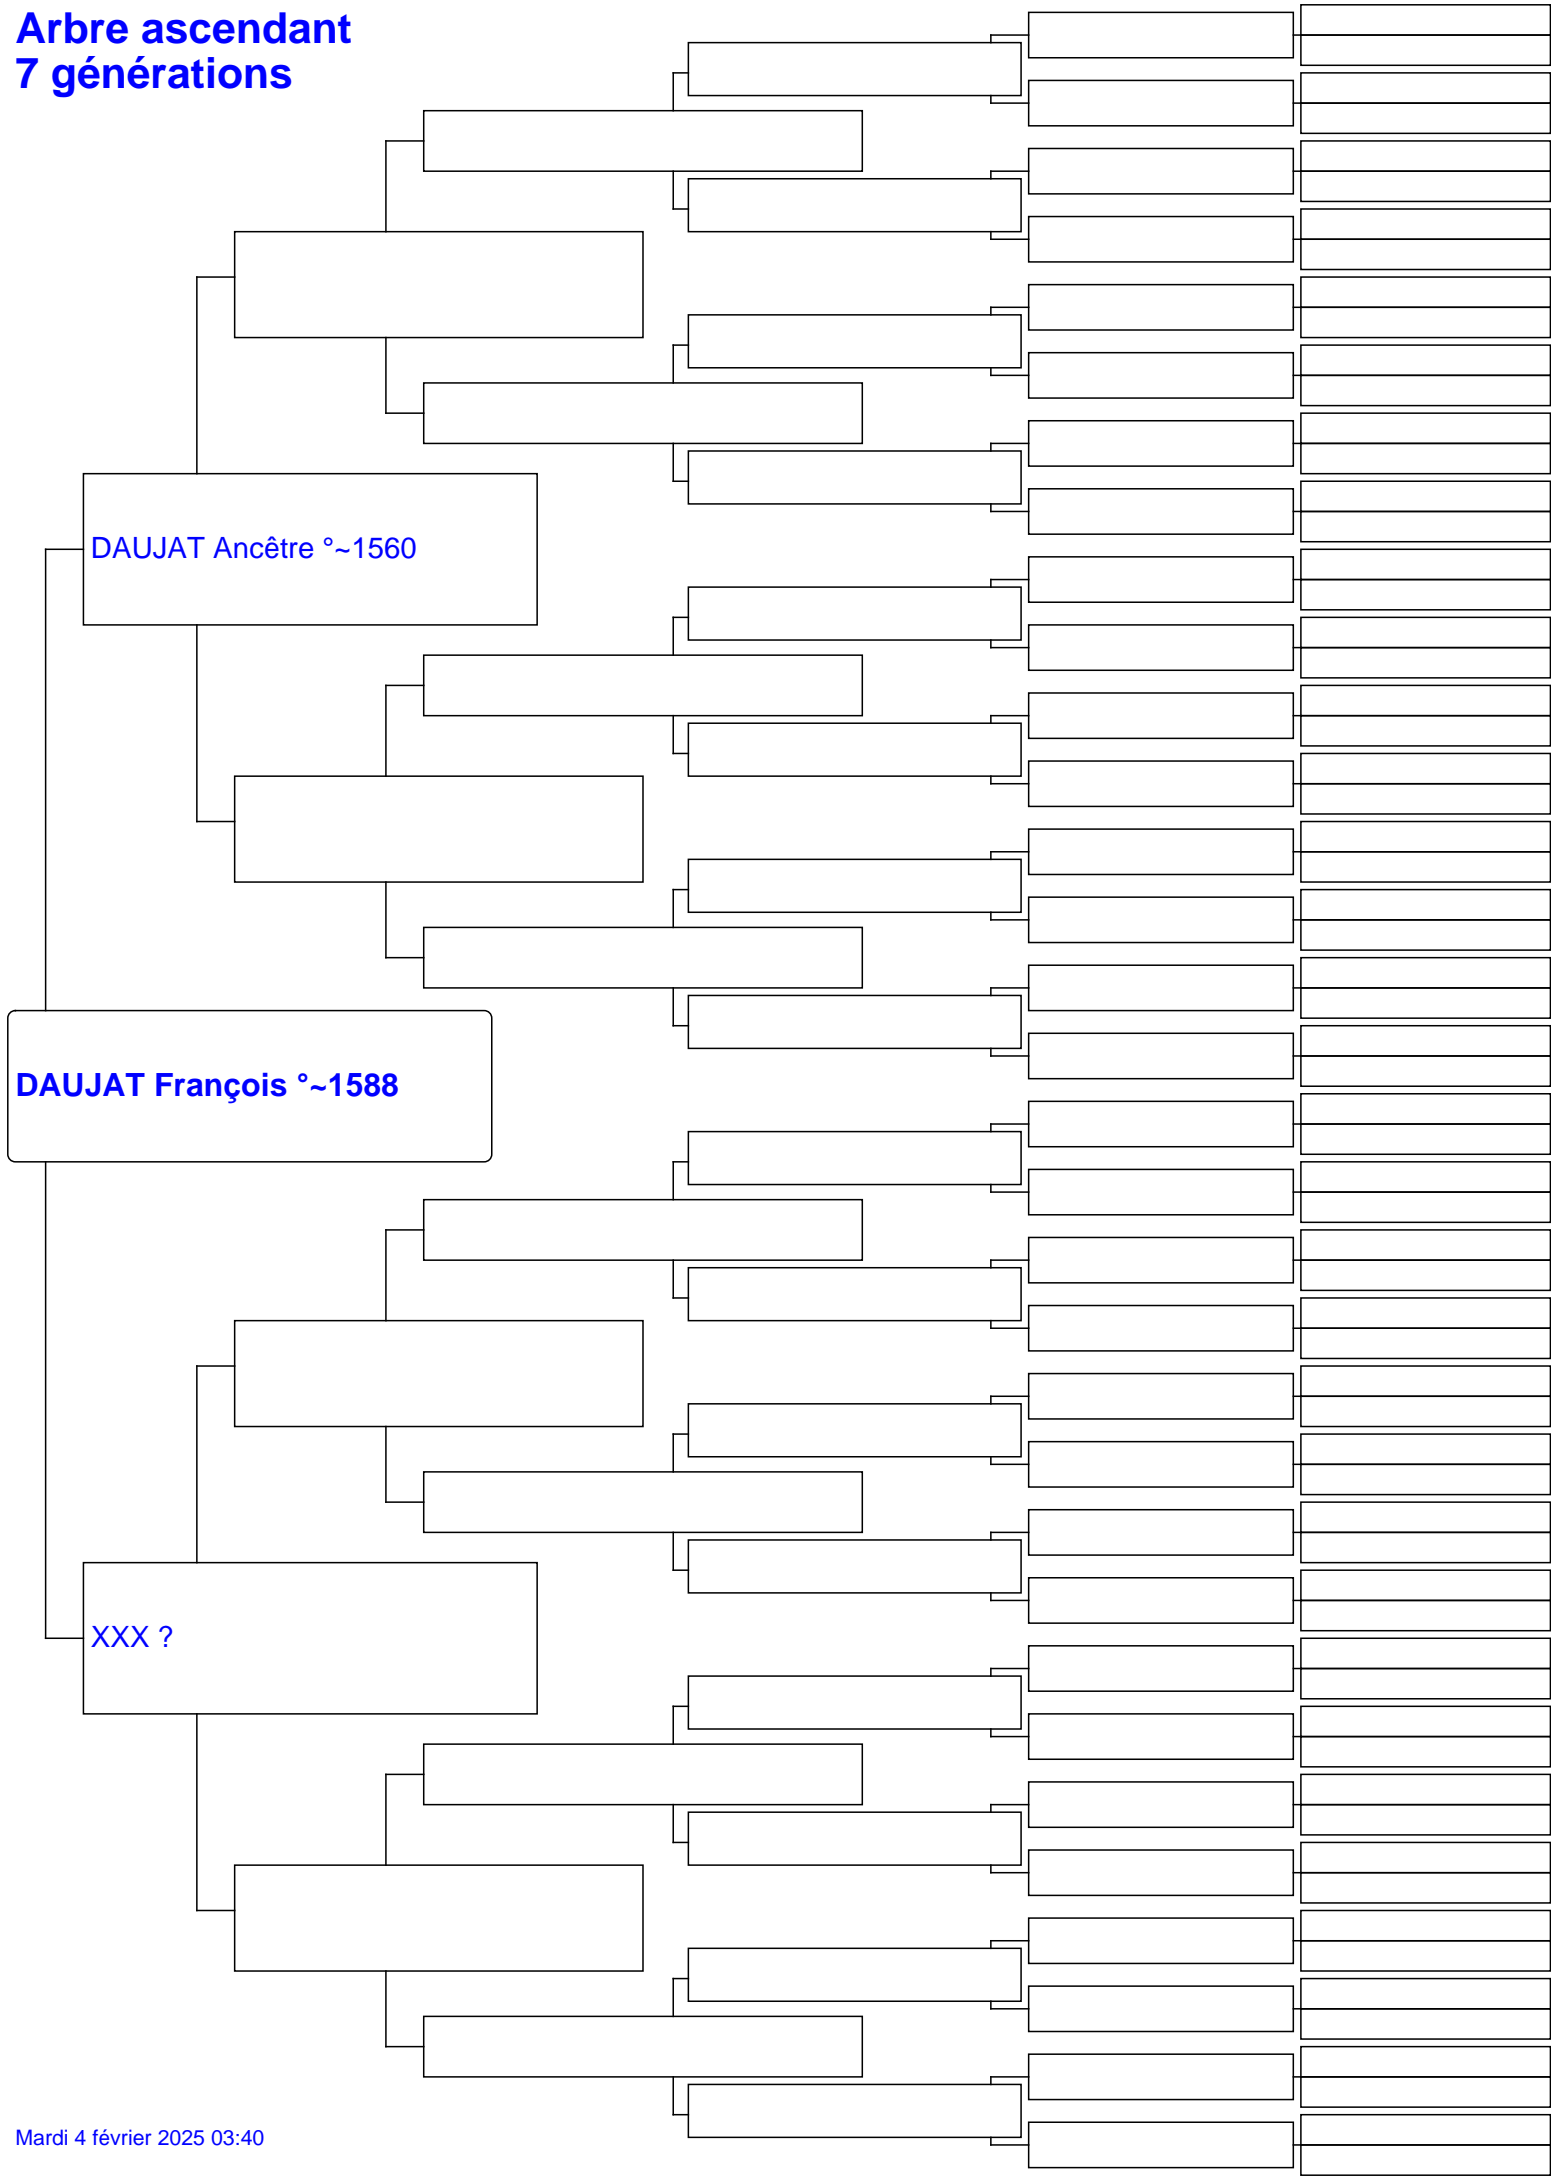 Arbre ascendant
7 générations
DAUJAT Ancêtre °~1560
DAUJAT François °~1588
XXX ?
Mardi 4 février 2025 03:40